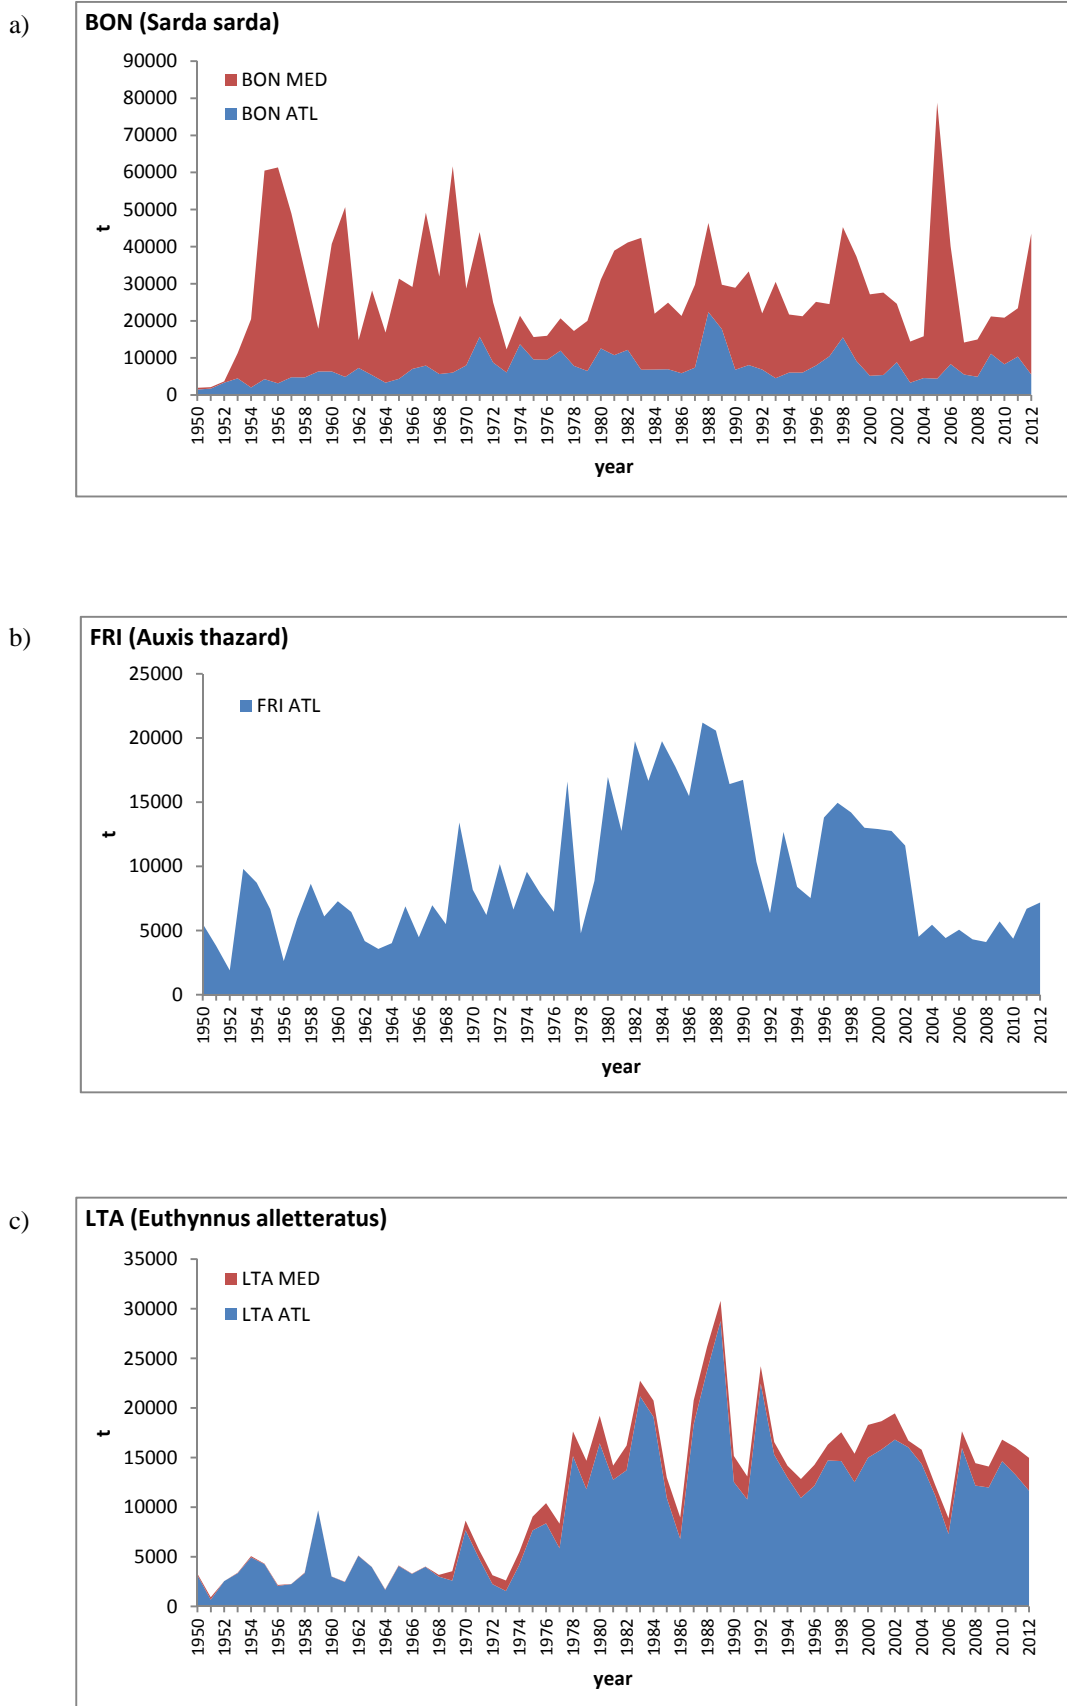 a)
BON (Sarda sarda)
90000
80000
70000
60000
50000
40000
30000
20000
10000
0
t
BON MED
BON ATL
1950 1952 1954 1956 1958 1960 1962 1964 1966 1968 1970 1972 1974 1976 1978 1980 1982 1984 1986 1988 1990 1992 1994 1996 1998 2000 2002 2004 2006 2008 2010 2012
year
b)
FRI (Auxis thazard)
25000
20000
15000
10000
5000
0
t
FRI ATL
1950 1952 1954 1956 1958 1960 1962 1964 1966 1968 1970 1972 1974 1976 1978 1980 1982 1984 1986 1988 1990 1992 1994 1996 1998 2000 2002 2004 2006 2008 2010 2012
year
c)
LTA (Euthynnus alletteratus)
35000
30000
25000
20000
15000
10000
5000
0
t
LTA MED
LTA ATL
1950 1952 1954 1956 1958 1960 1962 1964 1966 1968 1970 1972 1974 1976 1978 1980 1982 1984 1986 1988 1990 1992 1994 1996 1998 2000 2002 2004 2006 2008 2010 2012
year